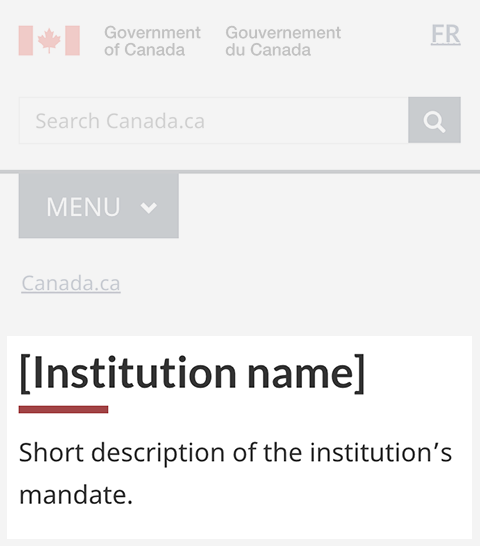 Government of Canada
Gouvernement du Canada
FR
Search Canada.ca
MENU
Canada.ca
[Institution name]
Short description of the institution’s
mandate.